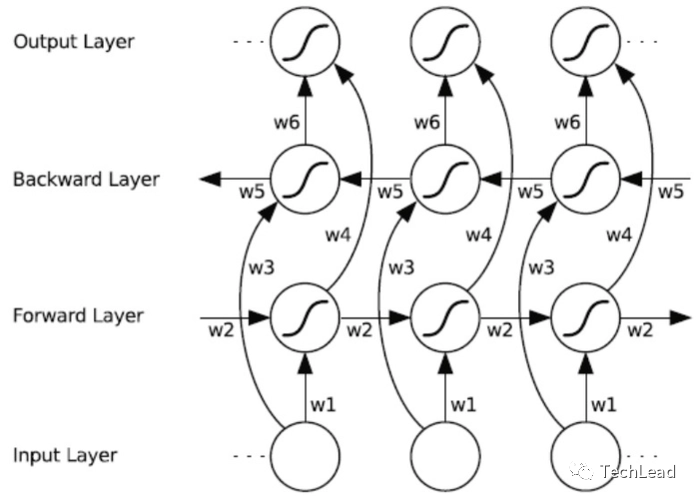 Output Layer
w6 w6 w6
Backward Layer
w5 w5 w5 w5
w4 w4 w4
w3 w3 w3
Forward Layer
w2 w2 w2 w2
w1 w1 w1
Input Layer
TechLead